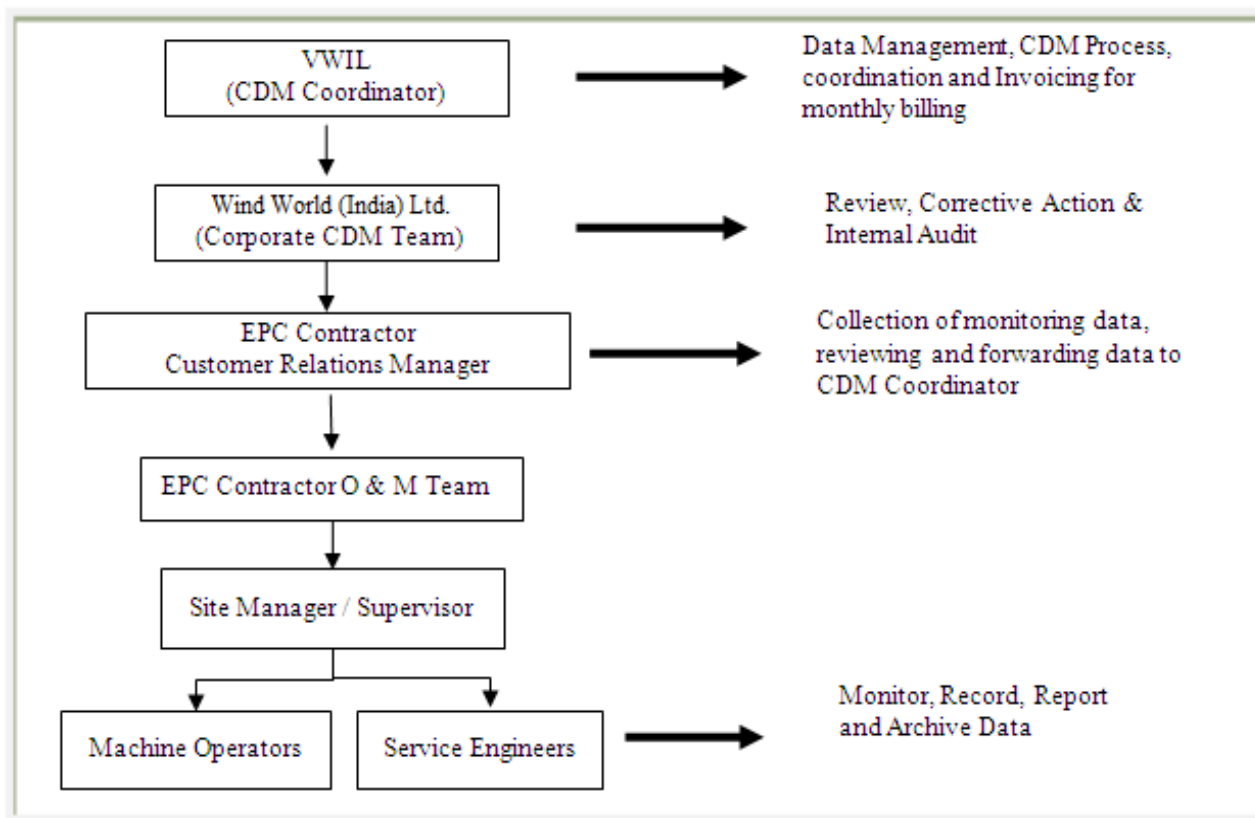 VWIL
(CDM Coordinator)
Data Management, CDM Process,
coordination and Invoicing for
monthly billing
Wind World (India) Ltd.
(Corporate CDM Team)
Review, Corrective Action &
Internal Audit
EPC Contractor
Customer Relations Manager
Collection of monitoring data,
reviewing and forwarding data to
CDM Coordinator
EPC Contractor O & M Team
Site Manager / Supervisor
Machine Operators
Service Engineers
Monitor, Record, Report
and Archive Data